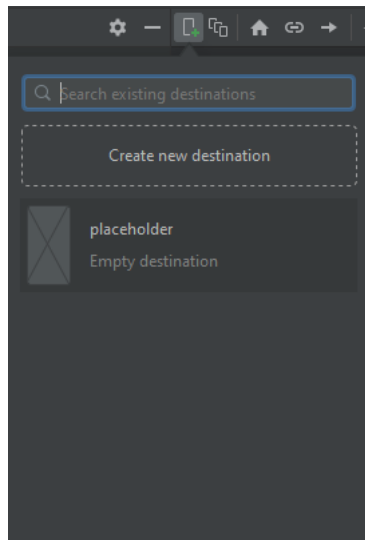 Search existing destinations
Create new destination
placeholder
Empty destination